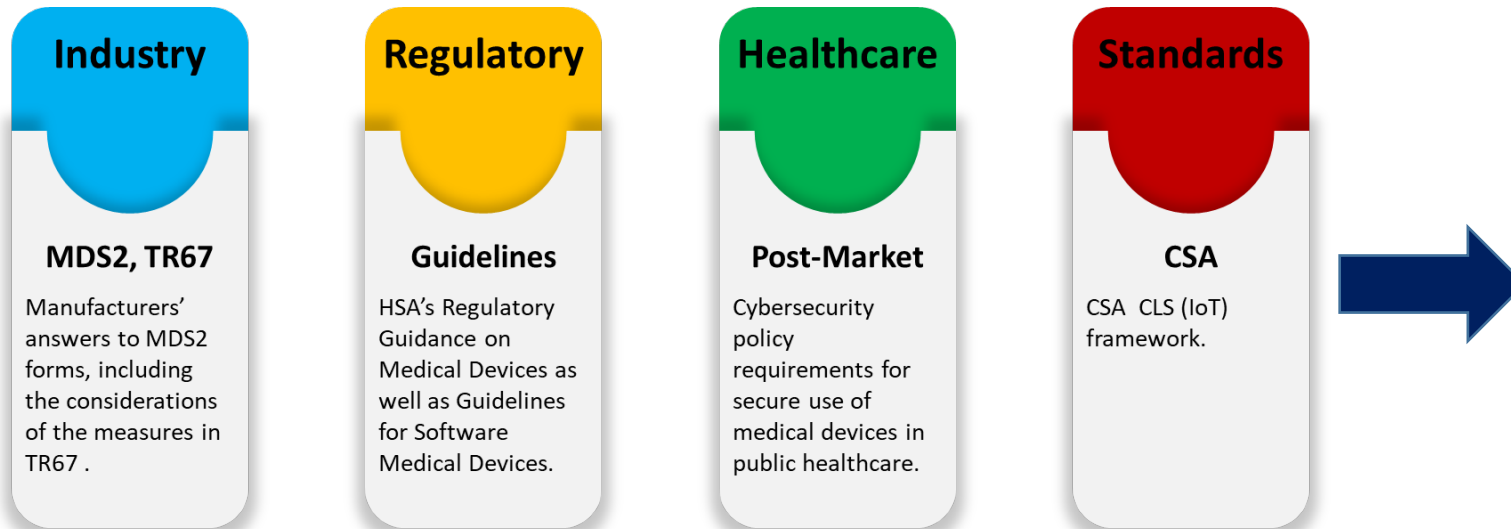 Industry
MDS2, TR67
Manufacturers’
answers to MDS2
forms, including
the considerations
of the measures in
TR67 .
Regulatory
Guidelines
HSA’s Regulatory
Guidance on
Medical Devices as
well as Guidelines
for Software
Medical Devices.
Healthcare
Post-Market
Cybersecurity
policy
requirements for
secure use of
medical devices in
public healthcare.
Standards
CSA
CSA  CLS (IoT)
framework.